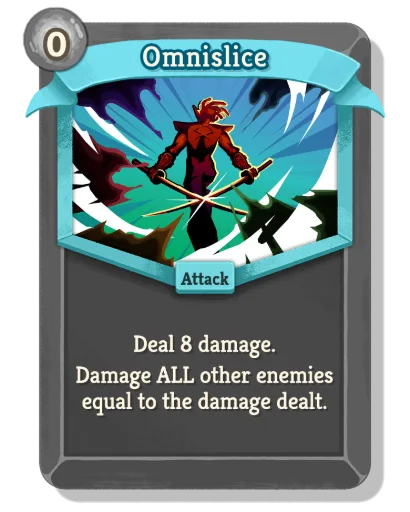 0
Omnislice
Attack
Deal 8 damage.
Damage ALL other enemies
equal to the damage dealt.